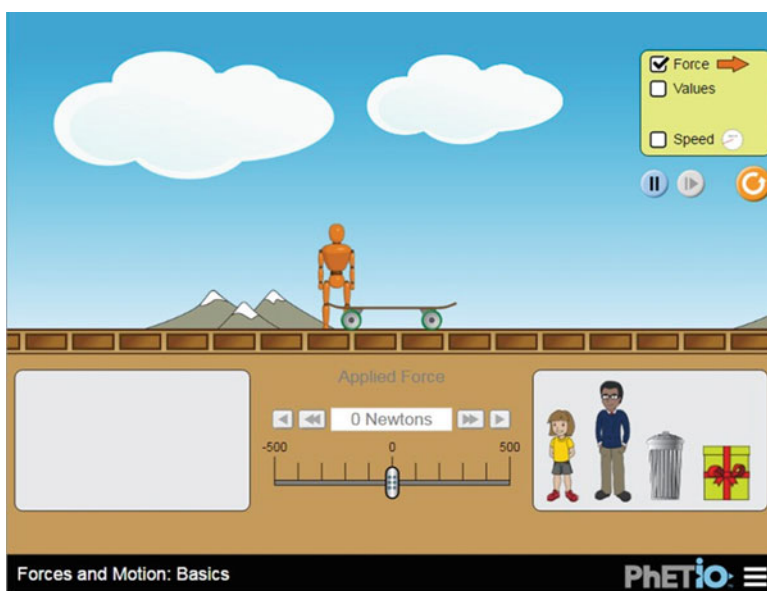 Force
Values
Speed
Applied Force
0 Newtons
-500 0 500
Forces and Motion: Basics
PhETiO